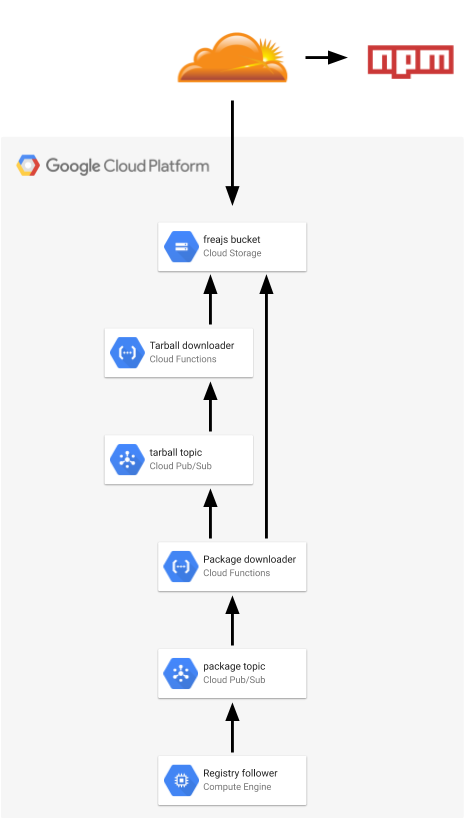 npm
Google Cloud Platform
freajs bucket
Cloud Storage
Tarball downloader
Cloud Functions
tarball topic
Cloud Pub/Sub
Package downloader
Cloud Functions
package topic
Cloud Pub/Sub
Registry follower
Compute Engine